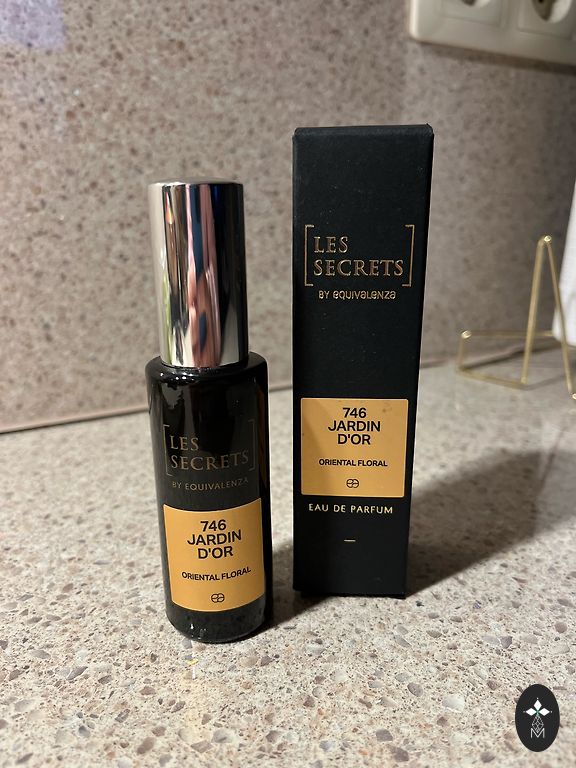 [LES
SECRETS]
BY EQUIVALENZA
746
JARDIN
D'OR
ORIENTAL FLORAL
[LES
SECRETS]
BY EQUIVALENZA
746
JARDIN
D'OR
ORIENTAL FLORAL
EAU DE PARFUM
M